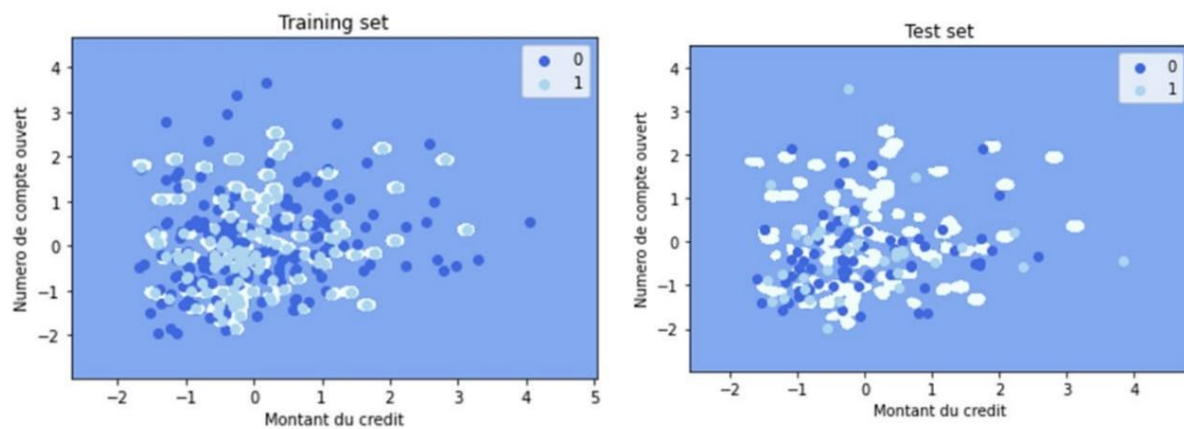 Training set
4
3
2
1
0
−1
−2
Numero de compte ouvert
−2 −1 0 1 2 3 4 5
Montant du credit
0
1
Test set
4
3
2
1
0
−1
−2
Numero de compte ouvert
−2 −1 0 1 2 3 4
Montant du credit
0
1